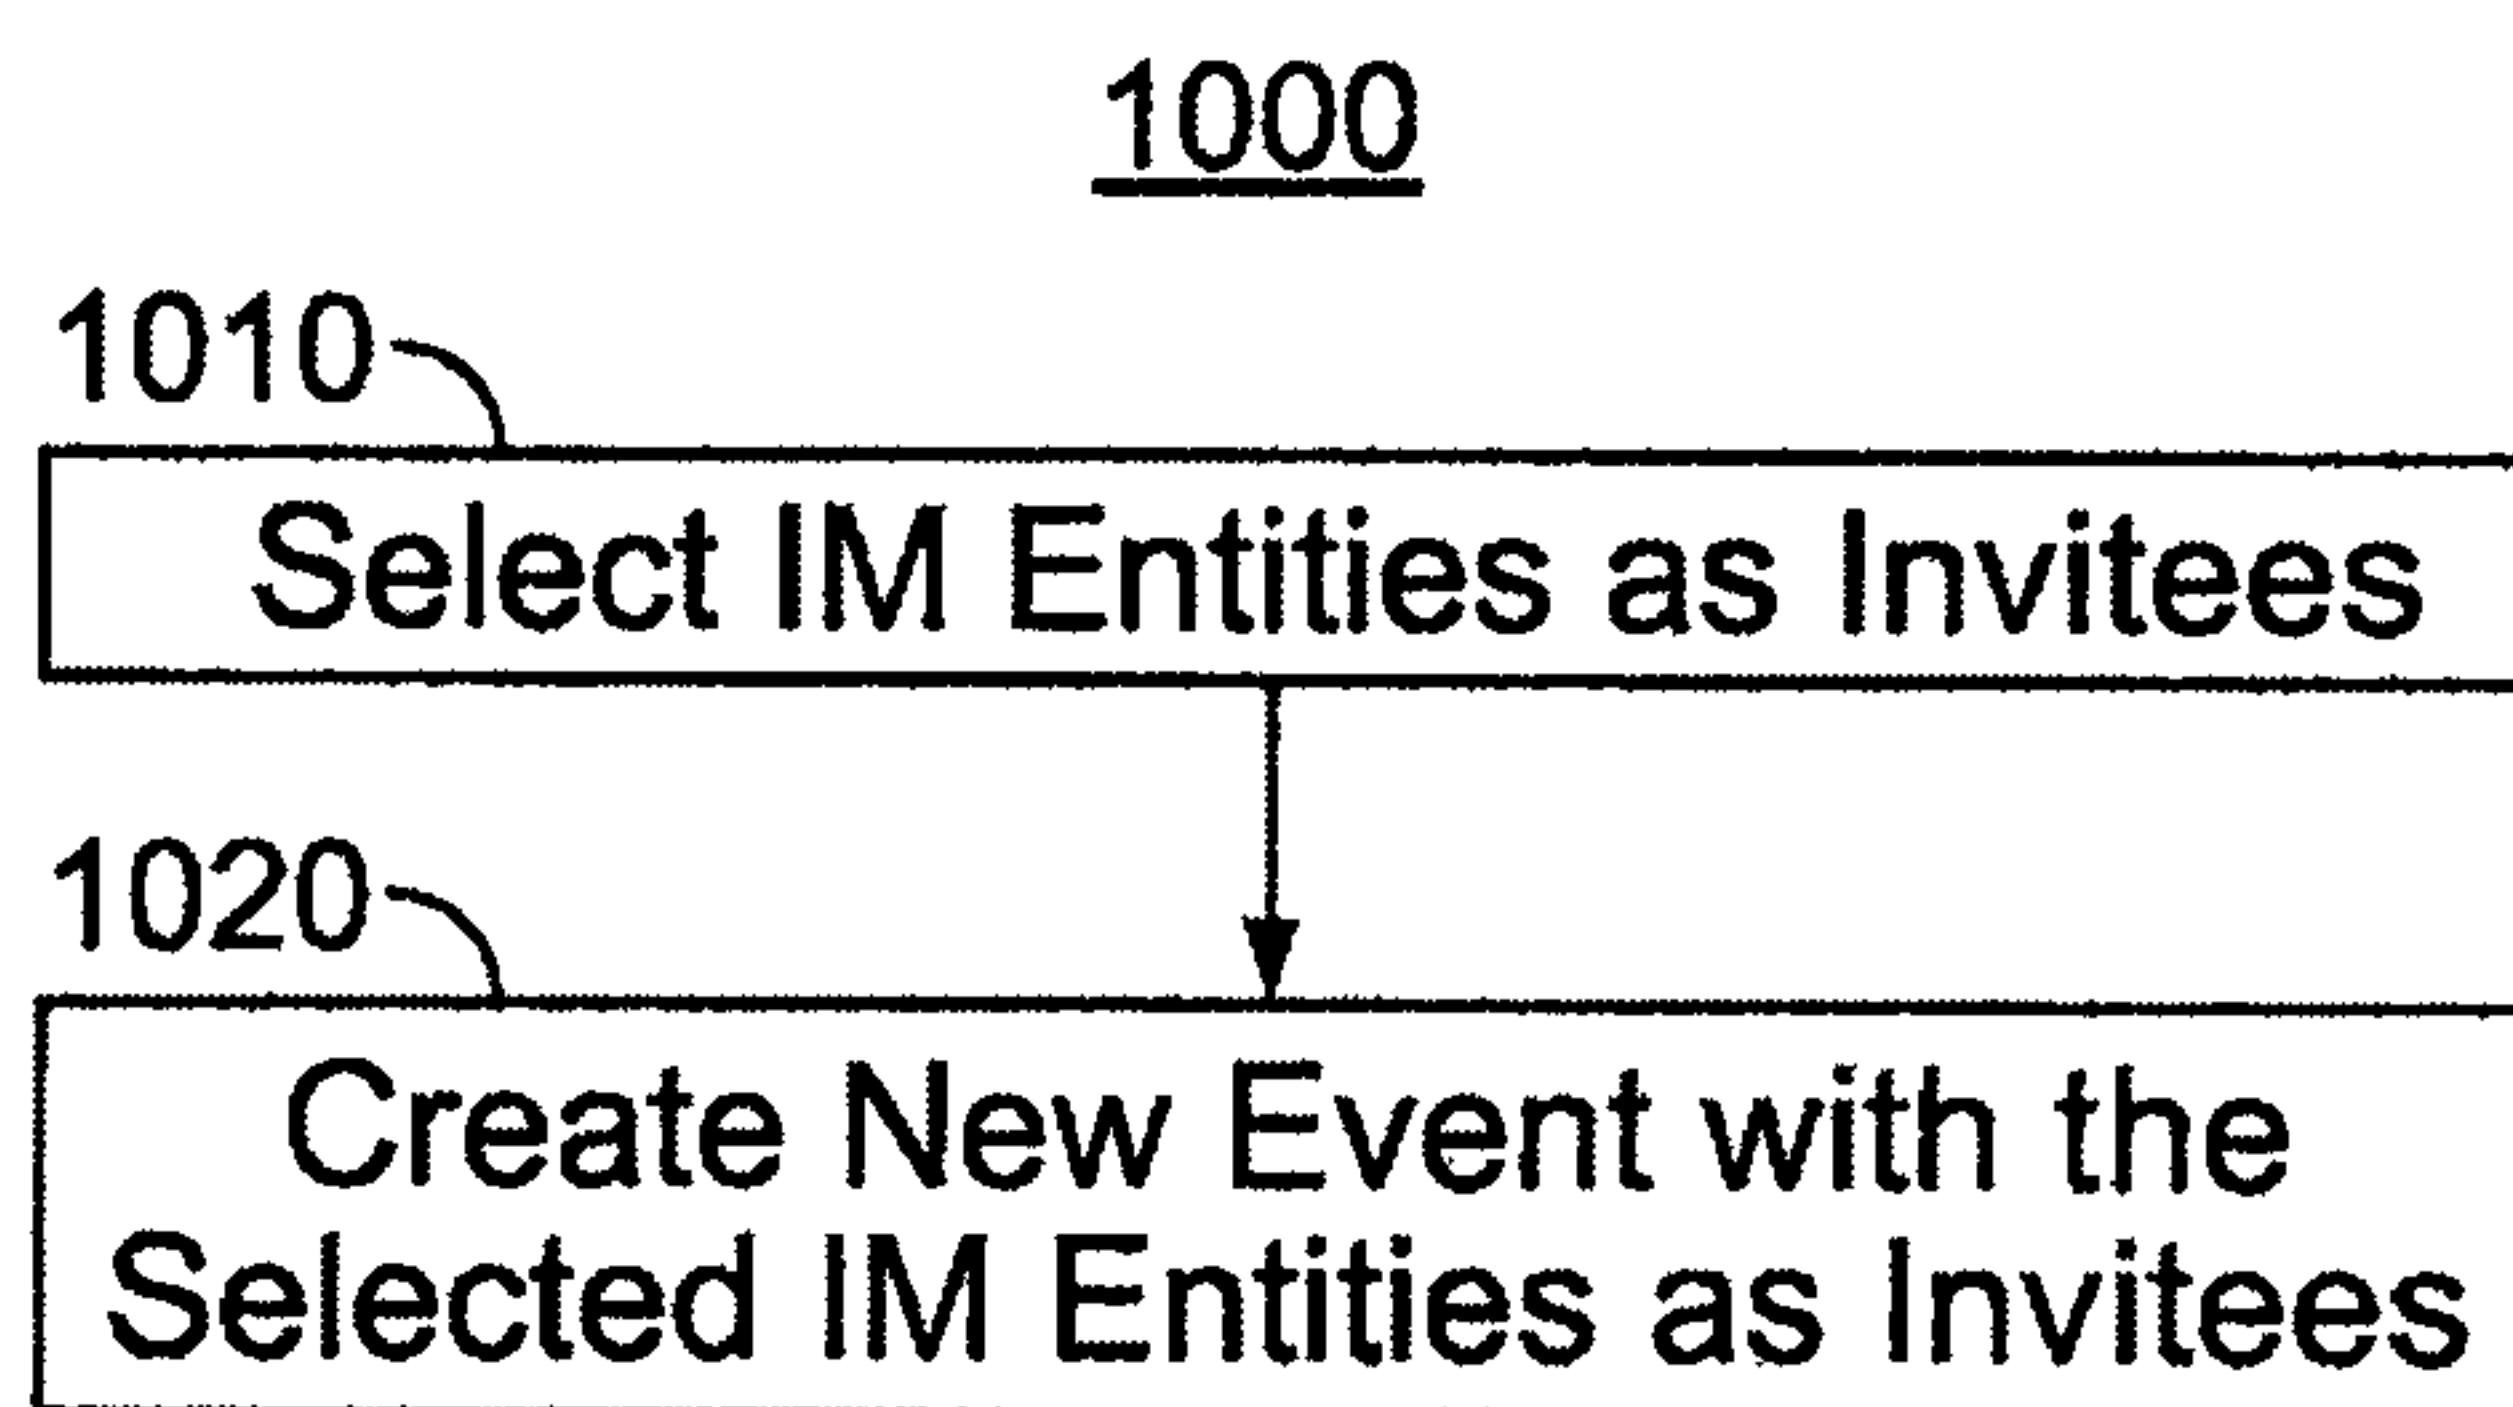 1000
1010
Select IM Entities as Invitees
1020
Create New Event with the
Selected IM Entities as Invitees